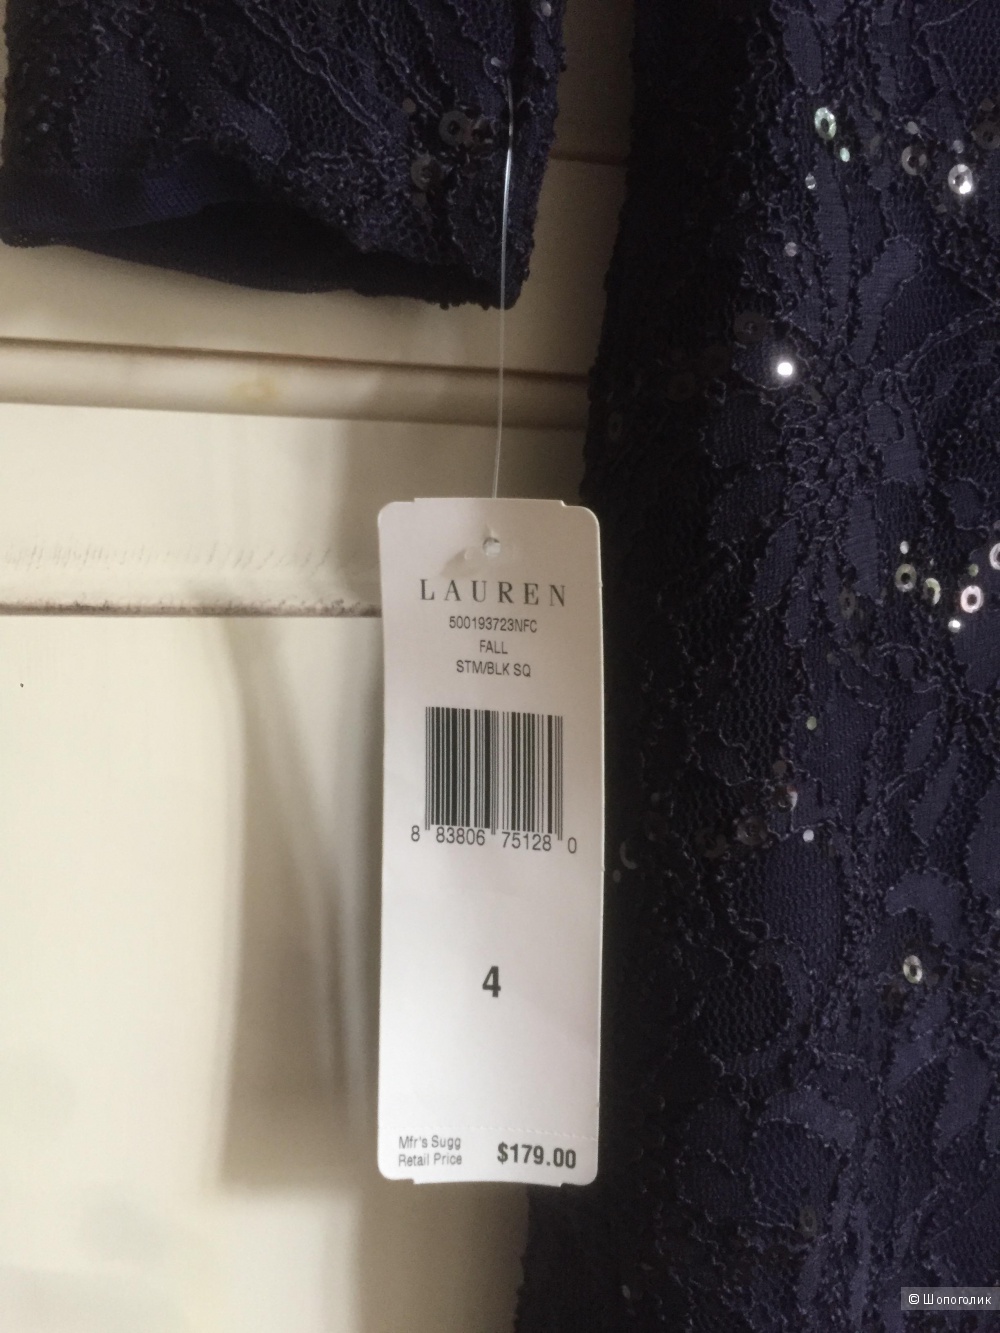 LAUREN
500193723NFC
FALL
STM/BLK SQ
8 83806 75128 0
4
Mfr's Sugg
Retail Price $179.00
© Шопоголик